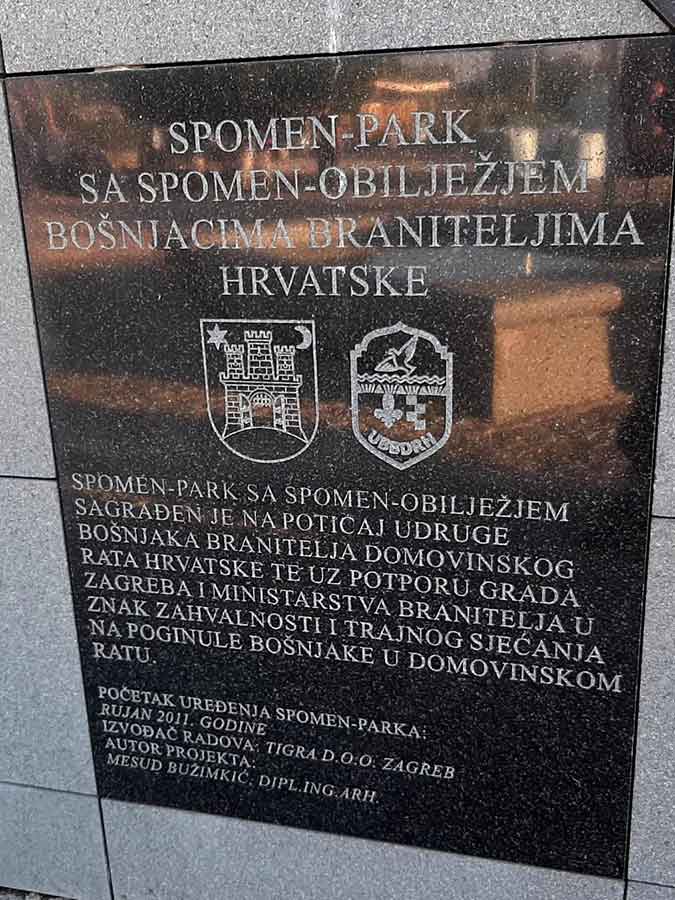 SPOMEN-PARK
SA SPOMEN-OBILJEŽJEM
BOŠNJACIMA BRANITELJIMA
HRVATSKE
UBBDRH
SPOMEN-PARK SA SPOMEN-OBILJEŽJEM
SAGRAĐEN JE NA POTICAJ UDRUGE
BOŠNJAKA BRANITELJA DOMOVINSKOG
RATA HRVATSKE TE UZ POTPORU GRADA
ZAGREBA I MINISTARSTVA BRANITELJA U
ZNAK ZAHVALNOSTI I TRAJNOG SJEĆANJA
NA POGINULE BOŠNJAKE U DOMOVINSKOM
RATU.
POČETAK UREĐENJA SPOMEN-PARKA:
RUJAN 2011. GODINE
IZVOĐAČ RADOVA: TIGRA D.O.O. ZAGREB
AUTOR PROJEKTA:
MESUD BUŽIMKIĆ, DIPL.ING.ARH.